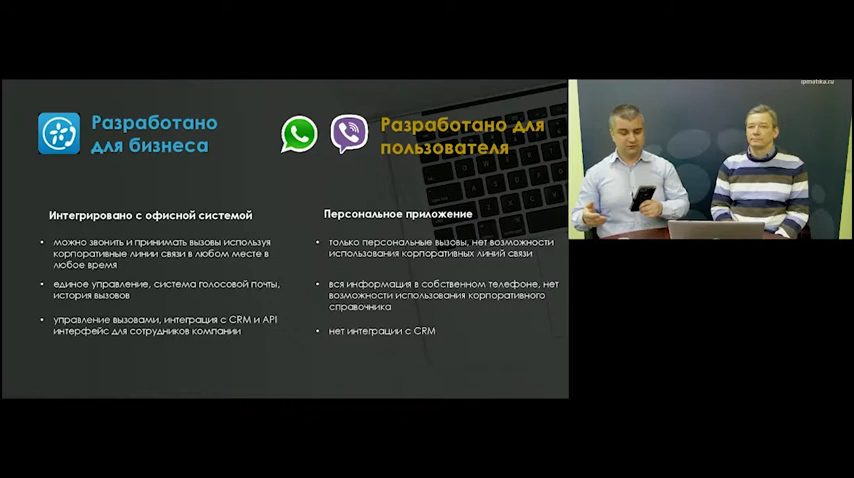 ipmatika.ru
Разработано
для бизнеса
Разработано для
пользователя
Интегрировано с офисной системой
можно звонить и принимать вызовы используя
корпоративные линии связи в любом месте в
любое время
единое управление, система голосовой почты,
история вызовов
управление вызовами, интеграция с CRM и API
интерфейс для сотрудников компании
Персональное приложение
только персональные вызовы, нет возможности
использования корпоративных линий связи
вся информация в собственном телефоне, нет
возможности использования корпоративного
справочника
нет интеграции с CRM